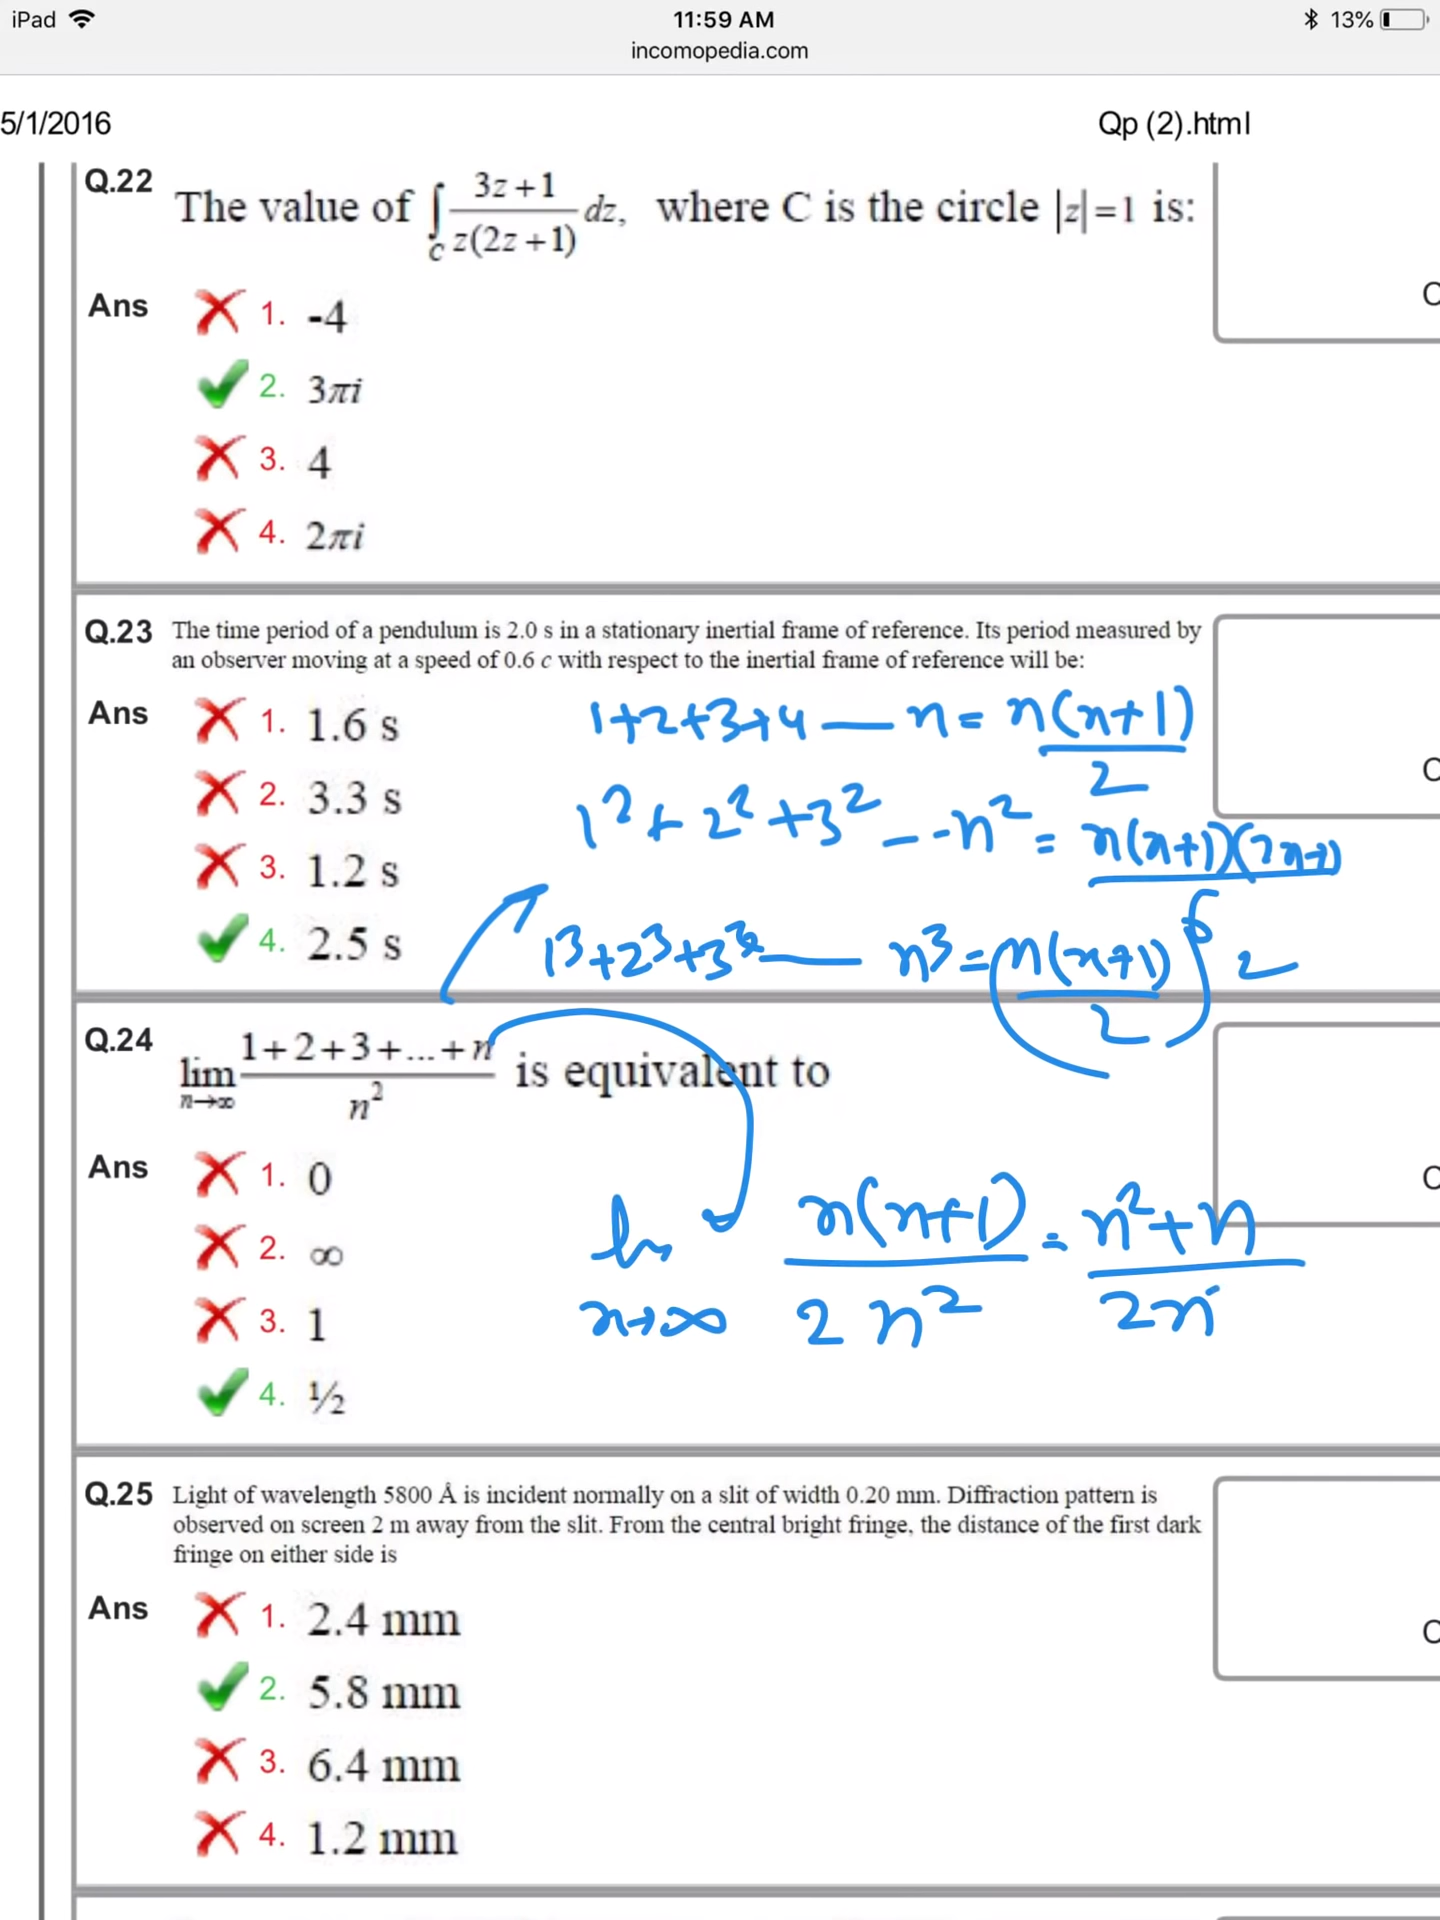 iPad 11:59 AM 13%
incomopedia.com
5/1/2016 Qp (2).html
Q.22 The value of ∫_C (3z+1)/(z(2z+1)) dz, where C is the circle |z|=1 is:
Ans 1. -4
2. 3πi
3. 4
4. 2πi
Q.23 The time period of a pendulum is 2.0 s in a stationary inertial frame of reference. Its period measured by
an observer moving at a speed of 0.6 c with respect to the inertial frame of reference will be:
Ans 1. 1.6 s
2. 3.3 s
3. 1.2 s
4. 2.5 s
1+2+3+4 — n = n(n+1)/2
1²+2²+3² -- n² = n(n+1)(2n+1)/6
1³+2³+3³ — n³ = (n(n+1)/2)²
Q.24 lim n→∞ (1+2+3+...+n)/n² is equivalent to
Ans 1. 0
2. ∞
3. 1
4. ½
lim n→∞ n(n+1)/2n² = n²+n/2n²
Q.25 Light of wavelength 5800 Å is incident normally on a slit of width 0.20 mm. Diffraction pattern is
observed on screen 2 m away from the slit. From the central bright fringe, the distance of the first dark
fringe on either side is
Ans 1. 2.4 mm
2. 5.8 mm
3. 6.4 mm
4. 1.2 mm